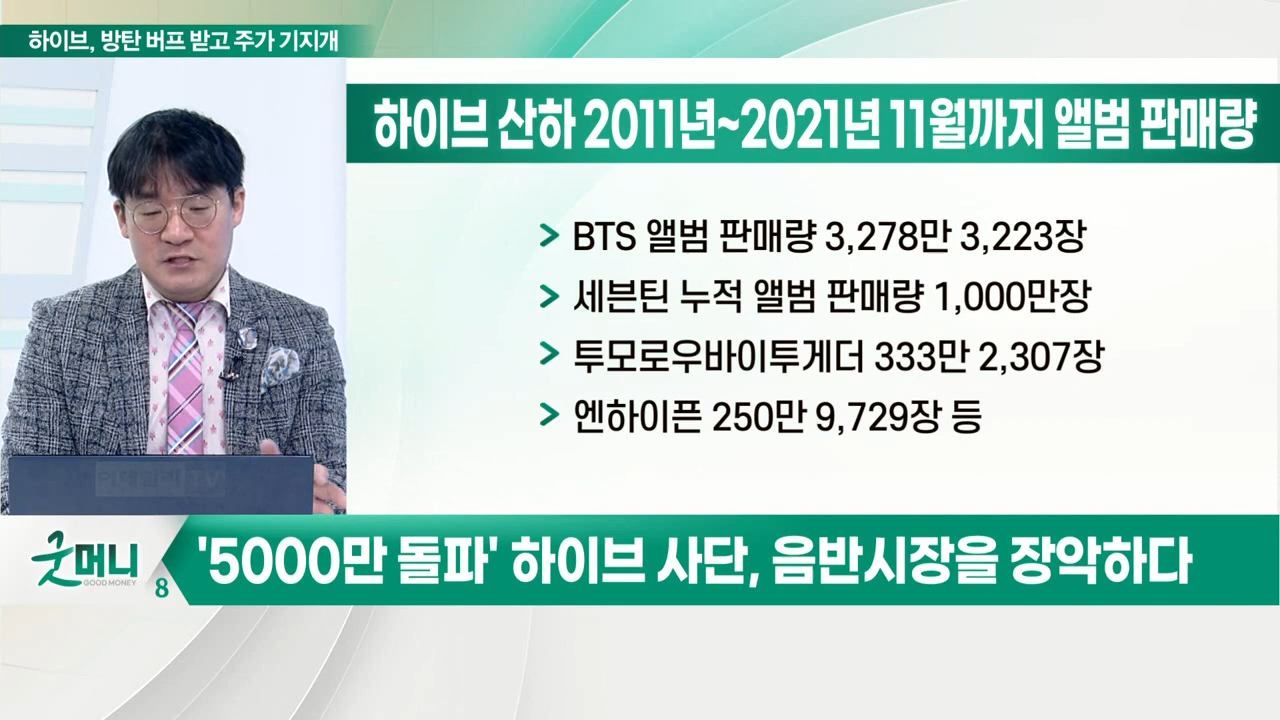 하이브, 방탄 버프 받고 주가 기지개
하이브 산하 2011년~2021년 11월까지 앨범 판매량
> BTS 앨범 판매량 3,278만 3,223장
> 세븐틴 누적 앨범 판매량 1,000만장
> 투모로우바이투게더 333만 2,307장
> 엔하이픈 250만 9,729장 등
이데일리 TV
굿머니
GOOD MONEY
8
'5000만 돌파' 하이브 사단, 음반시장을 장악하다